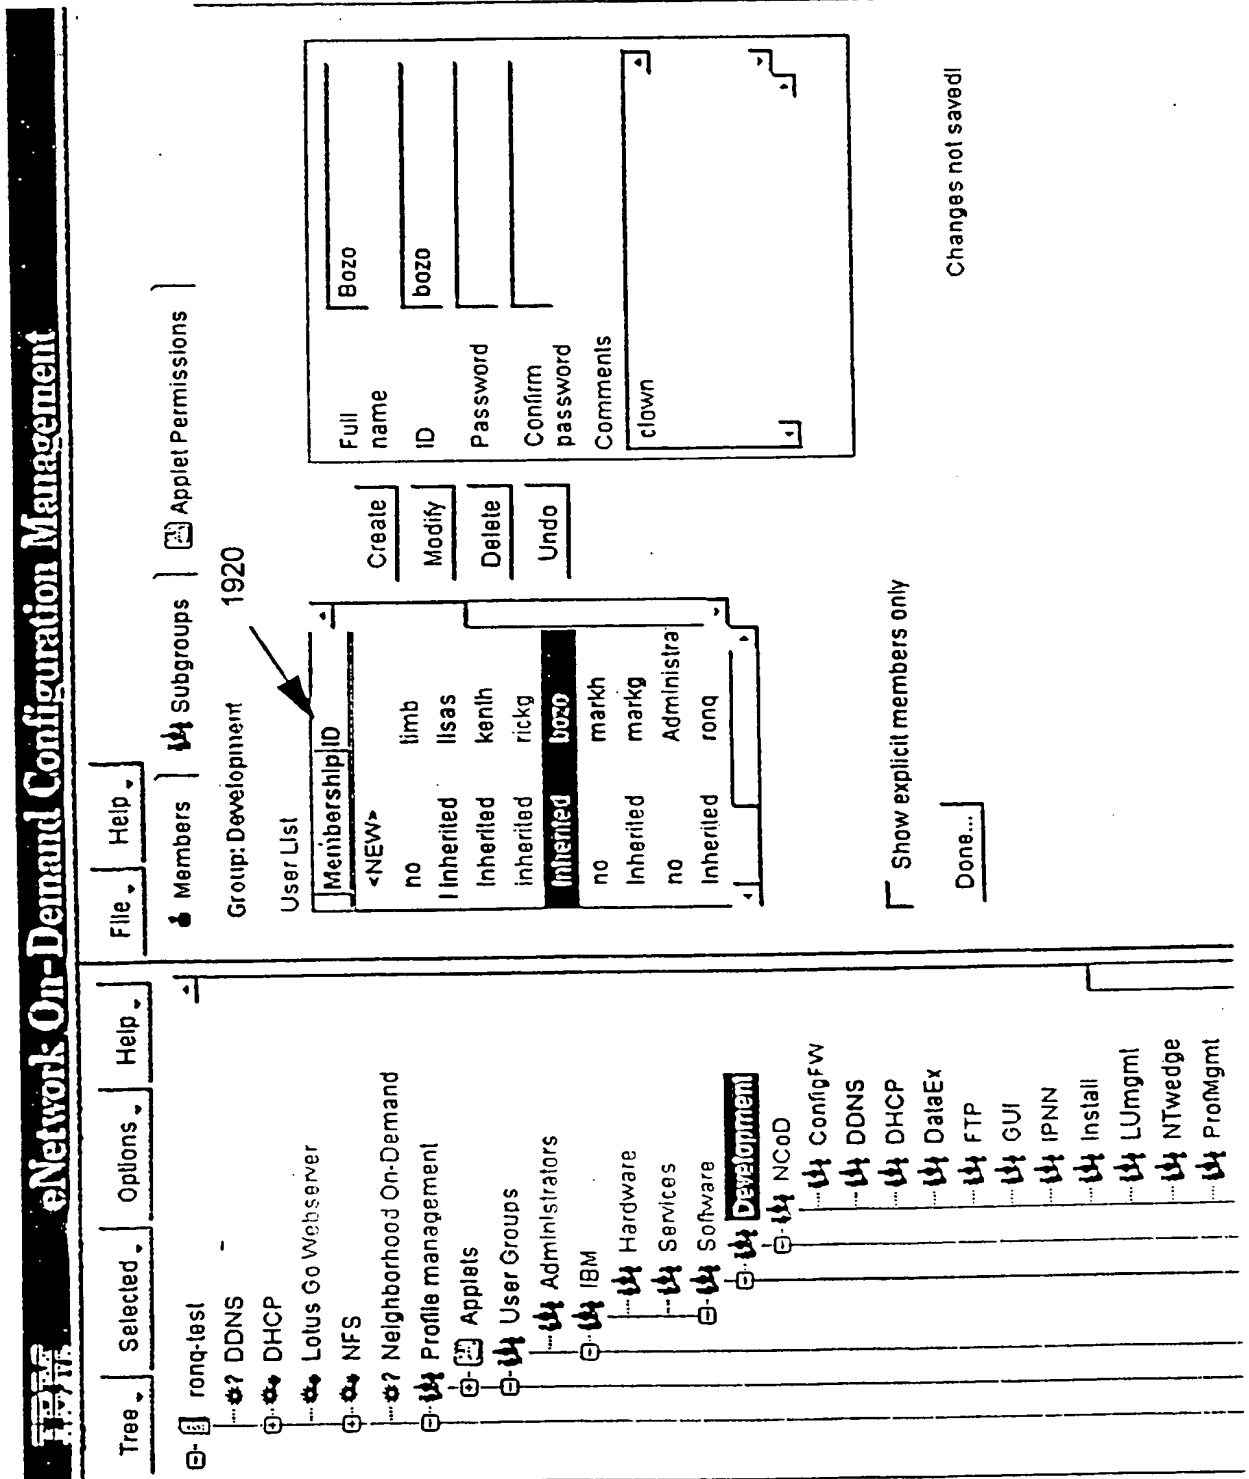 IBM eNetwork On-Demand Configuration Management
Tree Selected Options Help
ronq-test
? DDNS
DHCP
Lotus Go Webserver
NFS
? Neighborhood On-Demand
Profile management
Applets
User Groups
Administrators
IBM
Hardware
Services
Software
Development
NCoD
ConfigFW
DDNS
DHCP
DataEx
FTP
GUI
IPNN
Install
LUmgmt
NTwedge
ProfMgmt
File Help
Members Subgroups Applet Permissions
Group: Development
1920
User List
Membership ID
<NEW>
no timb
Inherited lisas
Inherited kenlh
Inherited rickg
Inherited bozo
no markh
Inherited markg
no Administra
Inherited ronq
Create
Modify
Delete
Undo
Full name Bozo
ID bozo
Password
Confirm password
Comments
clown
Show explicit members only
Done...
Changes not saved!